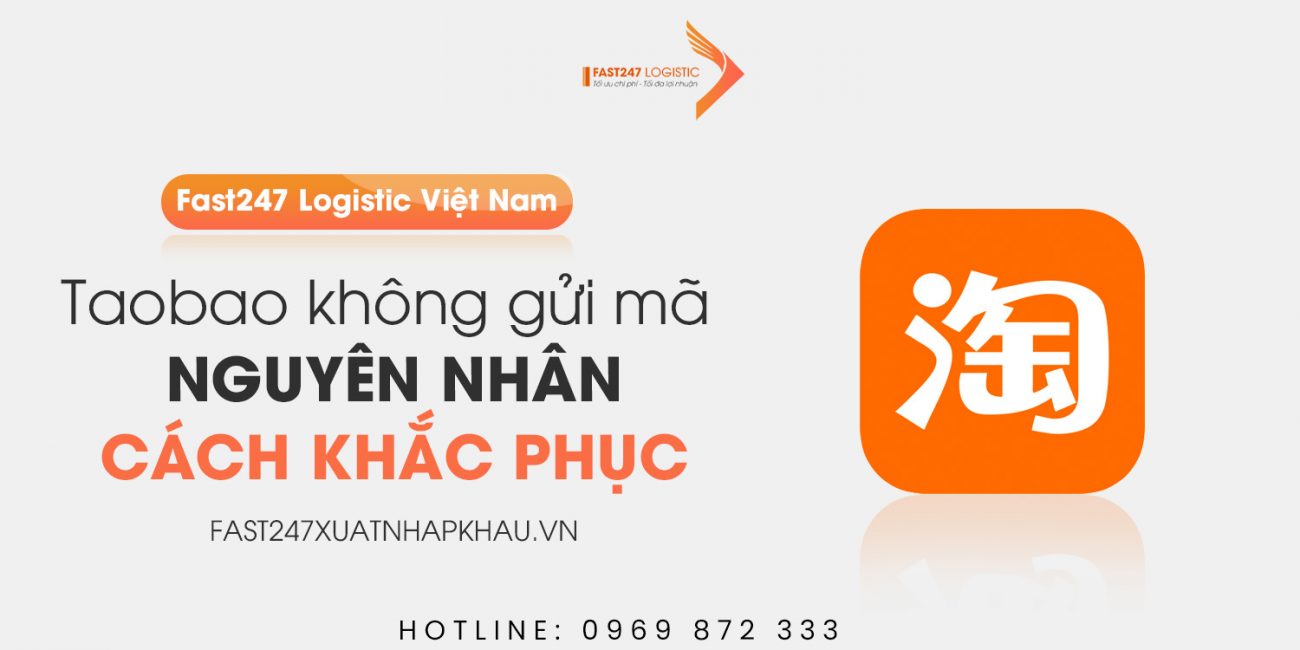 FAST247 LOGISTIC
Tối ưu chi phí - Tối đa lợi nhuận
Fast247 Logistic Việt Nam
Taobao không gửi mã
NGUYÊN NHÂN
CÁCH KHẮC PHỤC
FAST247XUATNHAPKHAU.VN
淘
HOTLINE: 0969 872 333